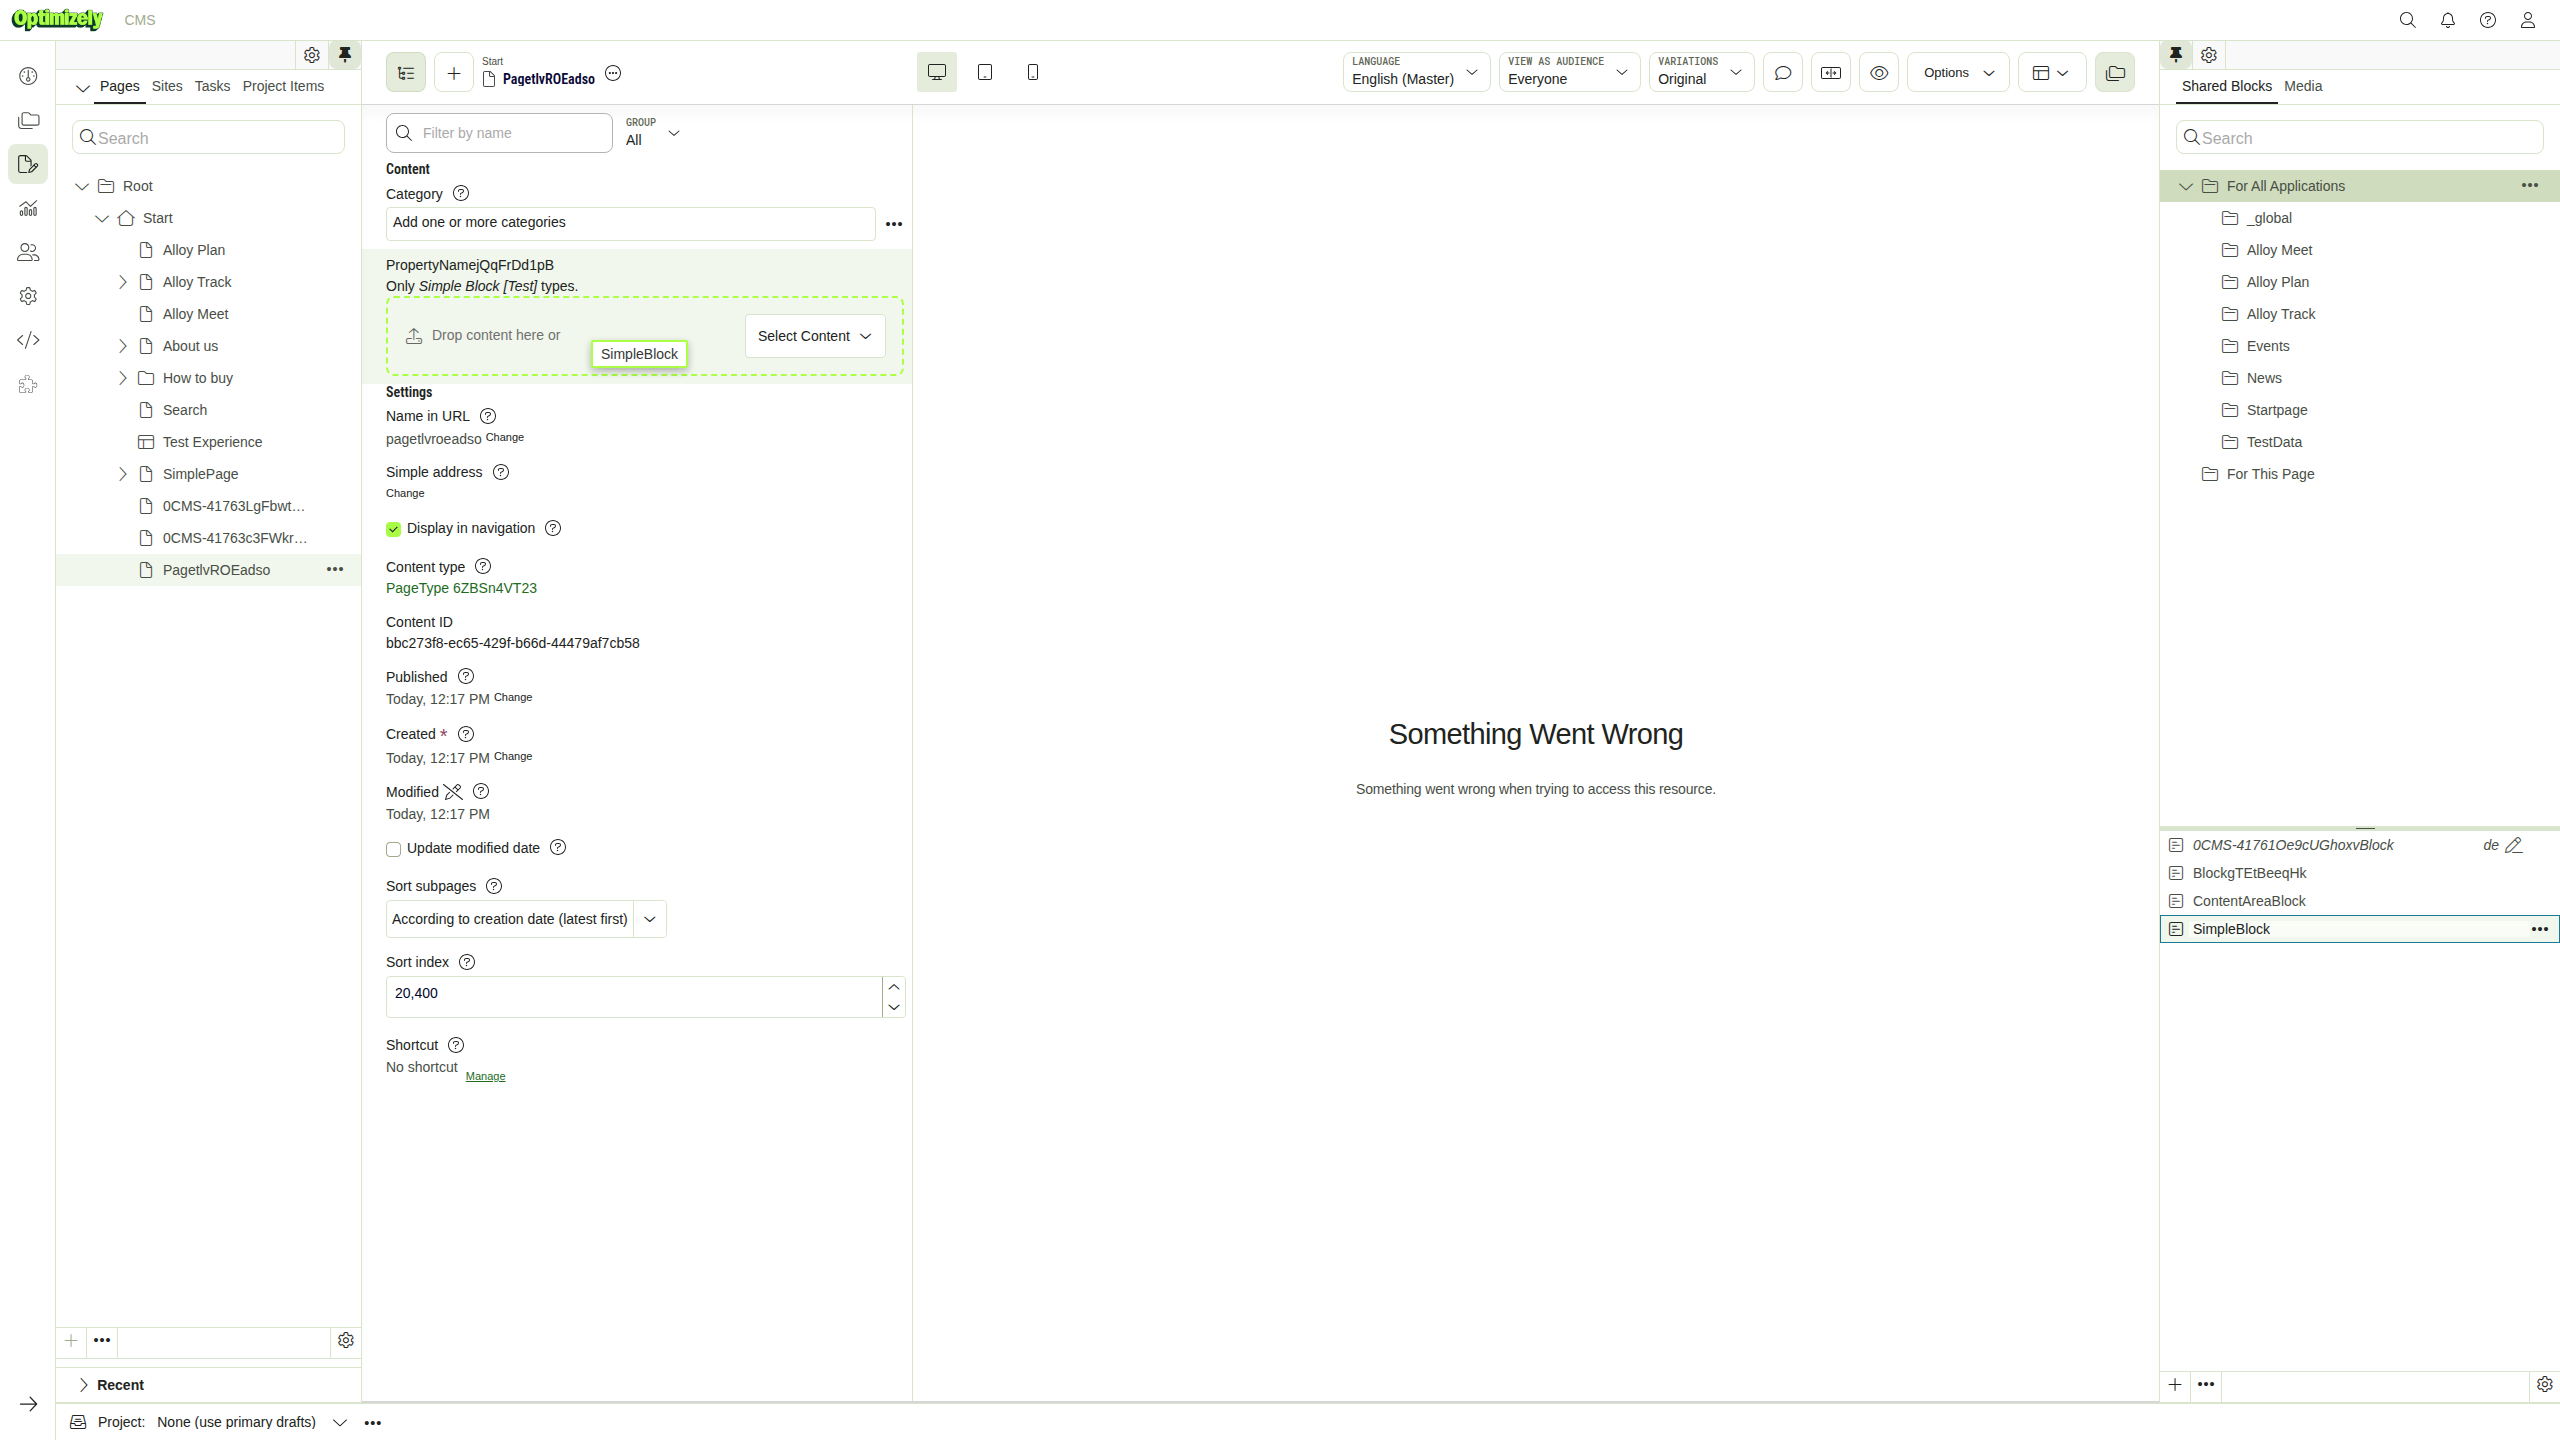 Optimizely CMS
Pages Sites Tasks Project Items
Search
Root
Start
Alloy Plan
Alloy Track
Alloy Meet
About us
How to buy
Search
Test Experience
SimplePage
0CMS-41763LgFbwt...
0CMS-41763c3FWkr...
PagetlvROEadso
Recent
Project: None (use primary drafts)
Start
PagetlvROEadso
LANGUAGE
English (Master)
VIEW AS AUDIENCE
Everyone
VARIATIONS
Original
Options
Filter by name
GROUP
All
Content
Category
Add one or more categories
PropertyNamejQqFrDd1pB
Only Simple Block [Test] types.
Drop content here or
SimpleBlock
Select Content
Settings
Name in URL
pagetlvroeadso Change
Simple address
Change
Display in navigation
Content type
PageType 6ZBSn4VT23
Content ID
bbc273f8-ec65-429f-b66d-44479af7cb58
Published
Today, 12:17 PM Change
Created *
Today, 12:17 PM Change
Modified
Today, 12:17 PM
Update modified date
Sort subpages
According to creation date (latest first)
Sort index
20,400
Shortcut
No shortcut Manage
Something Went Wrong
Something went wrong when trying to access this resource.
Shared Blocks Media
Search
For All Applications
_global
Alloy Meet
Alloy Plan
Alloy Track
Events
News
Startpage
TestData
For This Page
0CMS-41761Oe9cUGhoxvBlock de
BlockgTEtBeeqHk
ContentAreaBlock
SimpleBlock